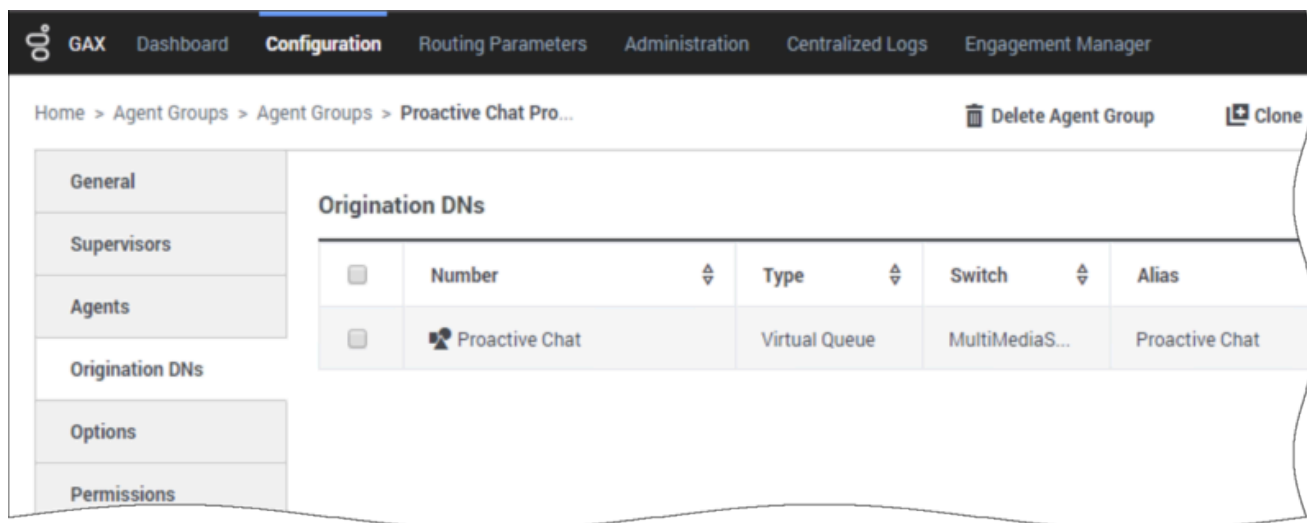 GAX Dashboard Configuration Routing Parameters Administration Centralized Logs Engagement Manager
Home > Agent Groups > Agent Groups > Proactive Chat Pro... Delete Agent Group Clone
General
Supervisors
Agents
Origination DNs
Options
Permissions
Origination DNs
Number Type Switch Alias
Proactive Chat Virtual Queue MultiMediaS... Proactive Chat